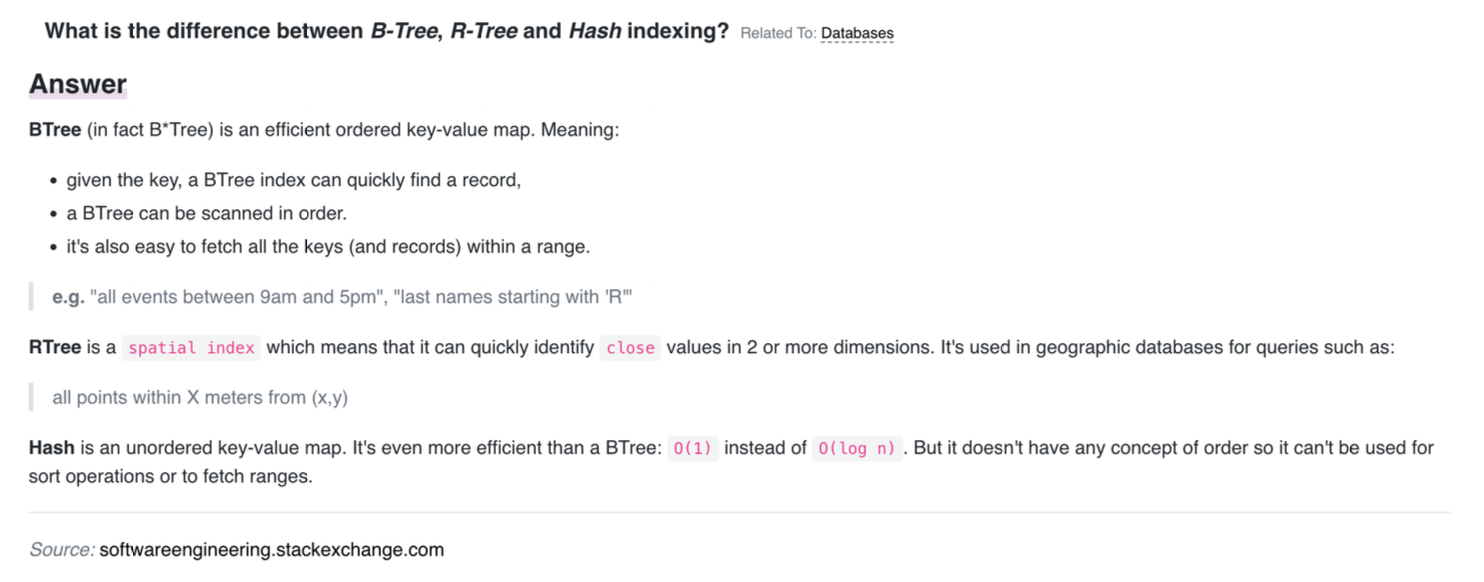 What is the difference between B-Tree, R-Tree and Hash indexing? Related To: Databases
Answer
BTree (in fact B*Tree) is an efficient ordered key-value map. Meaning:
• given the key, a BTree index can quickly find a record,
• a BTree can be scanned in order.
• it's also easy to fetch all the keys (and records) within a range.
e.g. "all events between 9am and 5pm", "last names starting with 'R'"
RTree is a spatial index which means that it can quickly identify close values in 2 or more dimensions. It's used in geographic databases for queries such as:
all points within X meters from (x,y)
Hash is an unordered key-value map. It's even more efficient than a BTree: O(1) instead of O(log n) . But it doesn't have any concept of order so it can't be used for
sort operations or to fetch ranges.
Source: softwareengineering.stackexchange.com